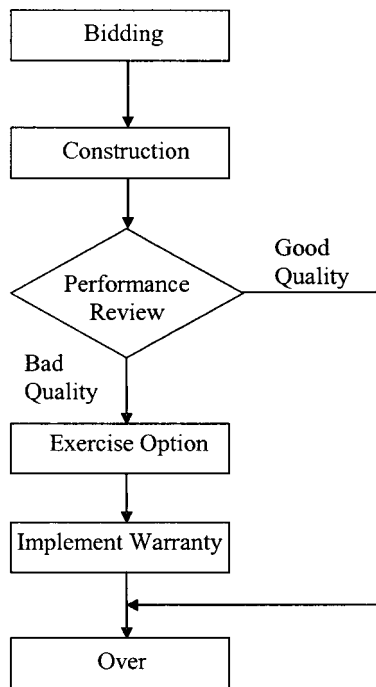 Bidding
Construction
Performance
Review
Good
Quality
Bad
Quality
Exercise Option
Implement Warranty
Over